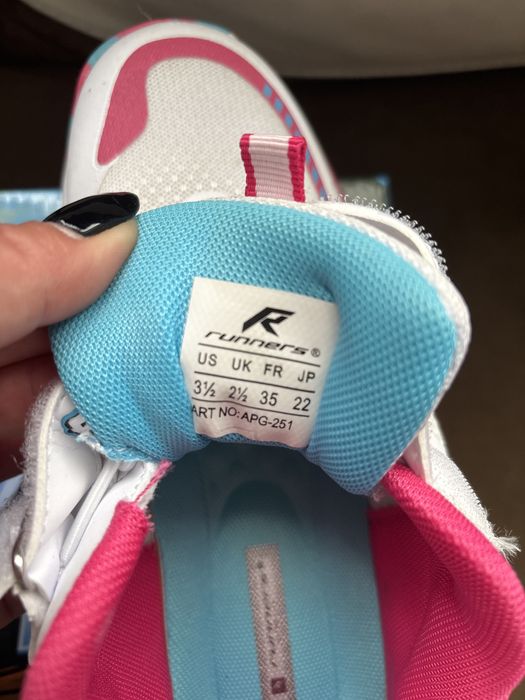 runners®
US UK FR JP
3½ 2½ 35 22
ART NO: APG-251